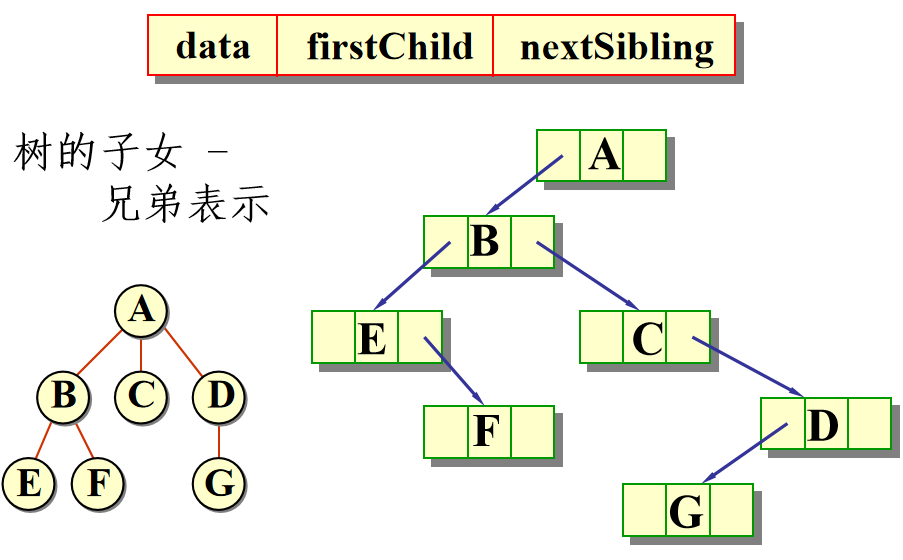 data firstChild nextSibling
树的子女 -
兄弟表示
A
B
E
C
F
D
G
A
B C D
E F G